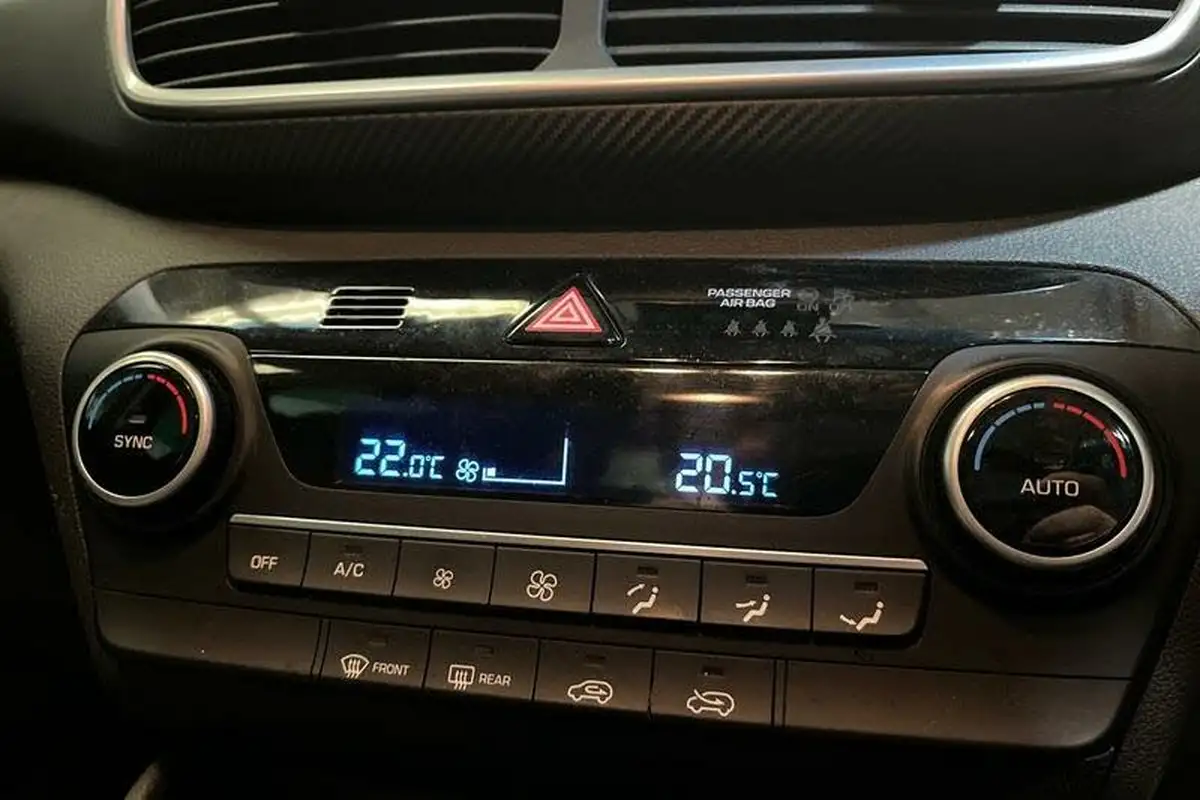 PASSENGER
AIR BAG
SYNC
22.0°C
20.5°C
AUTO
OFF
A/C
FRONT
REAR